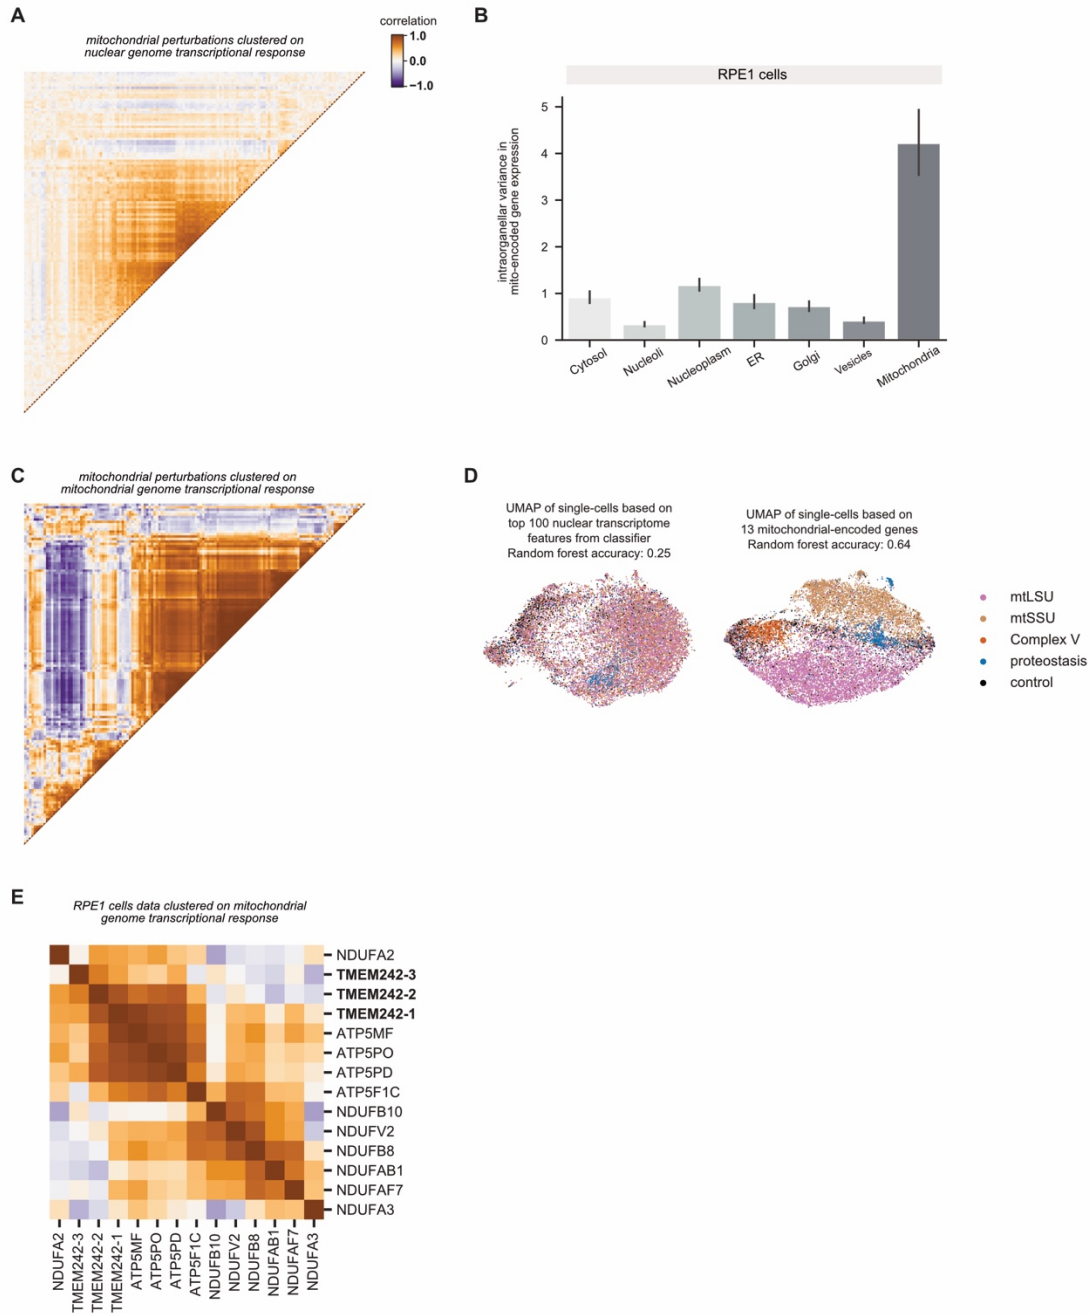 A
mitochondrial perturbations clustered on
nuclear genome transcriptional response
correlation
1.0
0.0
−1.0
B
RPE1 cells
intraorganellar variance in
mito-encoded gene expression
5
4
3
2
1
0
Cytosol
Nucleoli
Nucleoplasm
ER
Golgi
Vesicles
Mitochondria
C
mitochondrial perturbations clustered on
mitochondrial genome transcriptional response
D
UMAP of single-cells based on
top 100 nuclear transcriptome
features from classifier
Random forest accuracy: 0.25
UMAP of single-cells based on
13 mitochondrial-encoded genes
Random forest accuracy: 0.64
mtLSU
mtSSU
Complex V
proteostasis
control
E
RPE1 cells data clustered on mitochondrial
genome transcriptional response
NDUFA2
TMEM242-3
TMEM242-2
TMEM242-1
ATP5MF
ATP5PO
ATP5PD
ATP5F1C
NDUFB10
NDUFV2
NDUFB8
NDUFAB1
NDUFAF7
NDUFA3
NDUFA2
TMEM242-3
TMEM242-2
TMEM242-1
ATP5MF
ATP5PO
ATP5PD
ATP5F1C
NDUFB10
NDUFV2
NDUFB8
NDUFAB1
NDUFAF7
NDUFA3